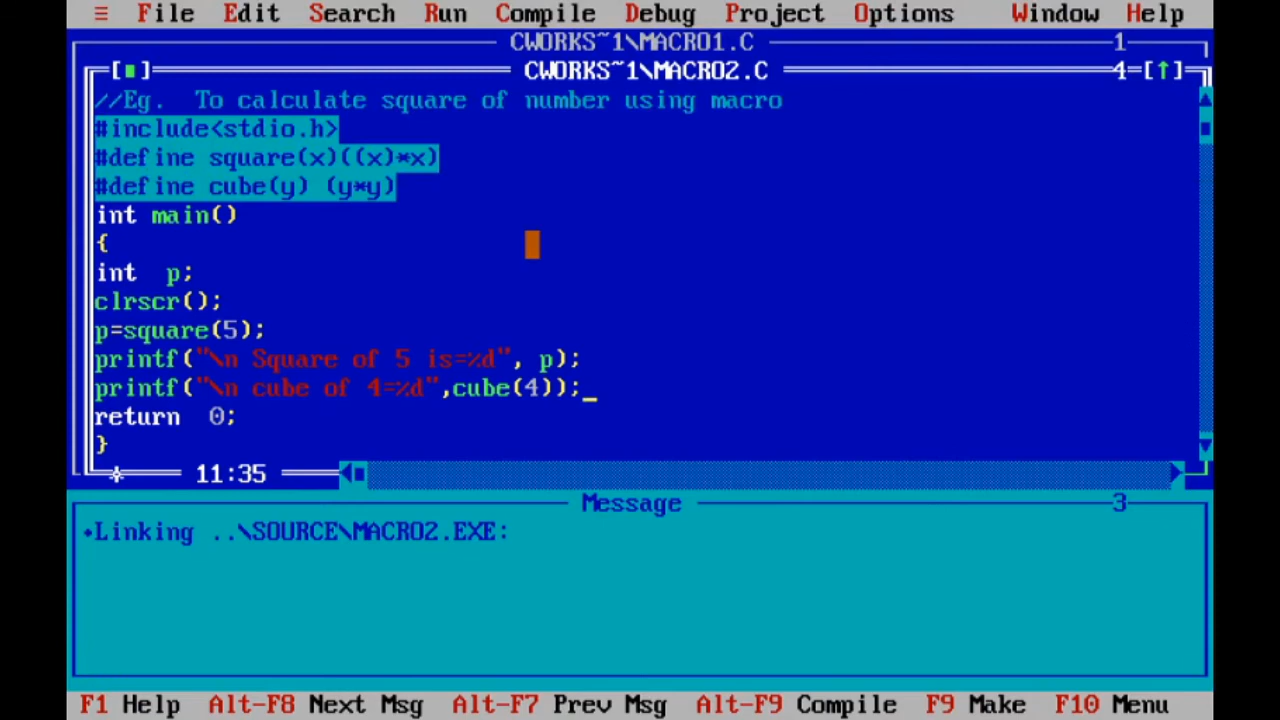 ≡ File Edit Search Run Compile Debug Project Options Window Help
CWORKS~1\MACRO1.C 1
[■] CWORKS~1\MACRO2.C 4=[↑]
//Eg.  To calculate square of number using macro
#include<stdio.h>
#define square(x)((x)*x)
#define cube(y) (y*y)
int main()
{
int  p;
clrscr();
p=square(5);
printf("\n Square of 5 is=%d", p);
printf("\n cube of 4=%d",cube(4));_
return  0;
}
11:35
Message 3
•Linking ..\SOURCE\MACRO2.EXE:
F1 Help Alt-F8 Next Msg Alt-F7 Prev Msg Alt-F9 Compile F9 Make F10 Menu